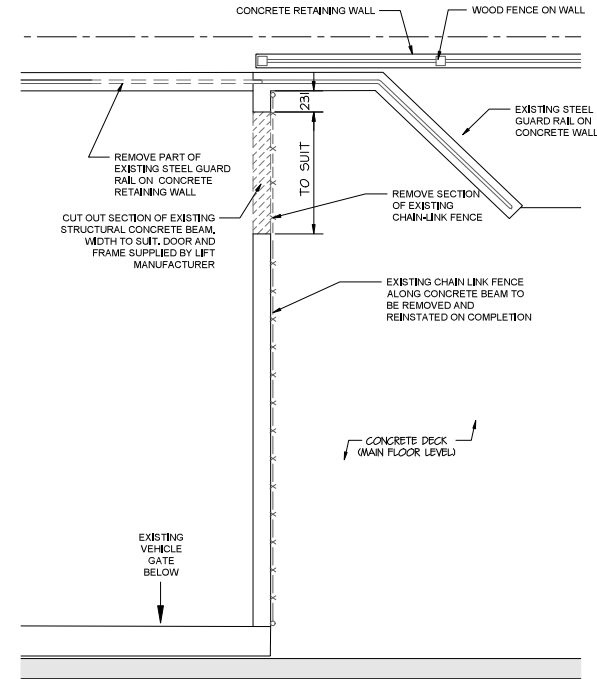 CONCRETE RETAINING WALL
WOOD FENCE ON WALL
231
EXISTING STEEL
GUARD RAIL ON
CONCRETE WALL
REMOVE PART OF
EXISTING STEEL GUARD
RAIL ON CONCRETE
RETAINING WALL
TO SUIT
REMOVE SECTION
OF EXISTING
CHAIN-LINK FENCE
CUT OUT SECTION OF EXISTING
STRUCTURAL CONCRETE BEAM.
WIDTH TO SUIT. DOOR AND
FRAME SUPPLIED BY LIFT
MANUFACTURER
EXISTING CHAIN LINK FENCE
ALONG CONCRETE BEAM TO
BE REMOVED AND
REINSTATED ON COMPLETION
CONCRETE DECK
(MAIN FLOOR LEVEL)
EXISTING
VEHICLE
GATE
BELOW